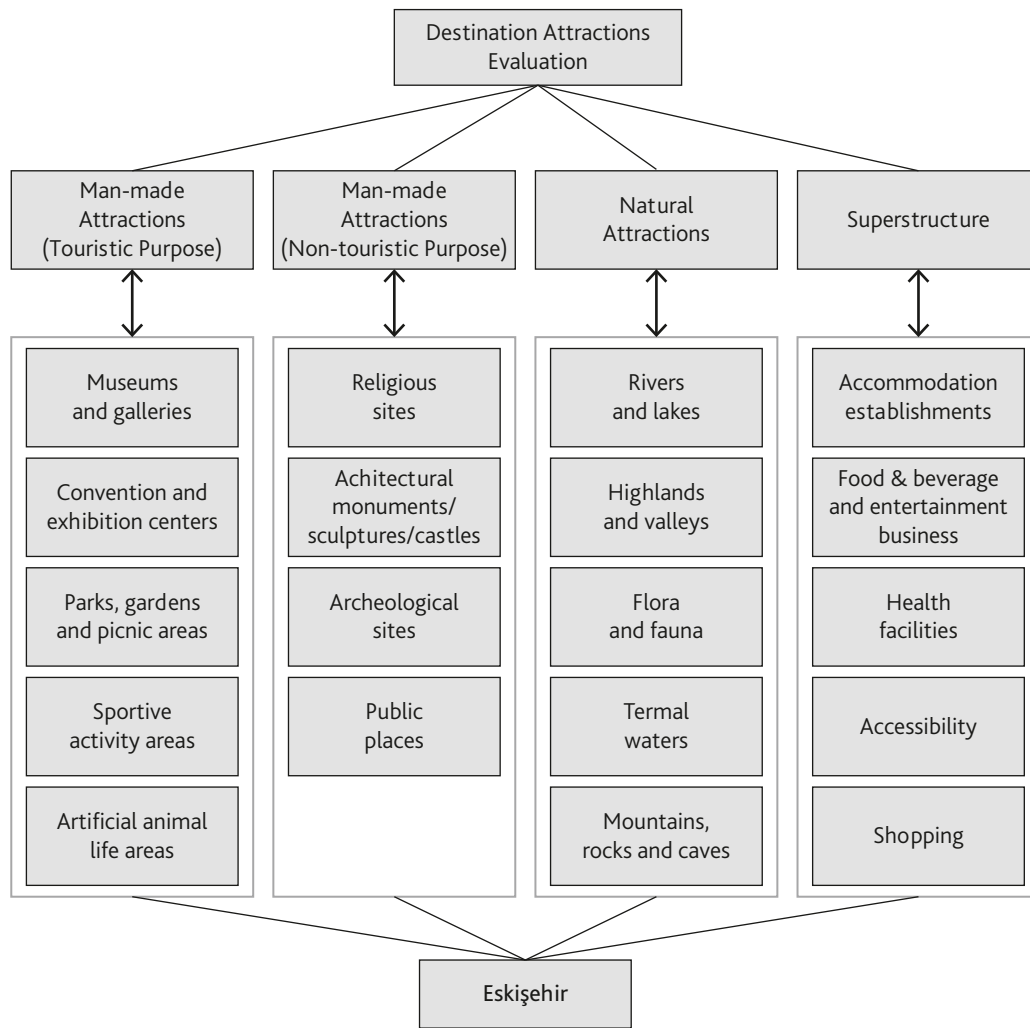 Destination Attractions
Evaluation
Man-made
Attractions
(Touristic Purpose)
Man-made
Attractions
(Non-touristic Purpose)
Natural
Attractions
Superstructure
Museums
and galleries
Convention and
exhibition centers
Parks, gardens
and picnic areas
Sportive
activity areas
Artificial animal
life areas
Religious
sites
Achitectural
monuments/
sculptures/castles
Archeological
sites
Public
places
Rivers
and lakes
Highlands
and valleys
Flora
and fauna
Termal
waters
Mountains,
rocks and caves
Accommodation
establishments
Food & beverage
and entertainment
business
Health
facilities
Accessibility
Shopping
Eskişehir